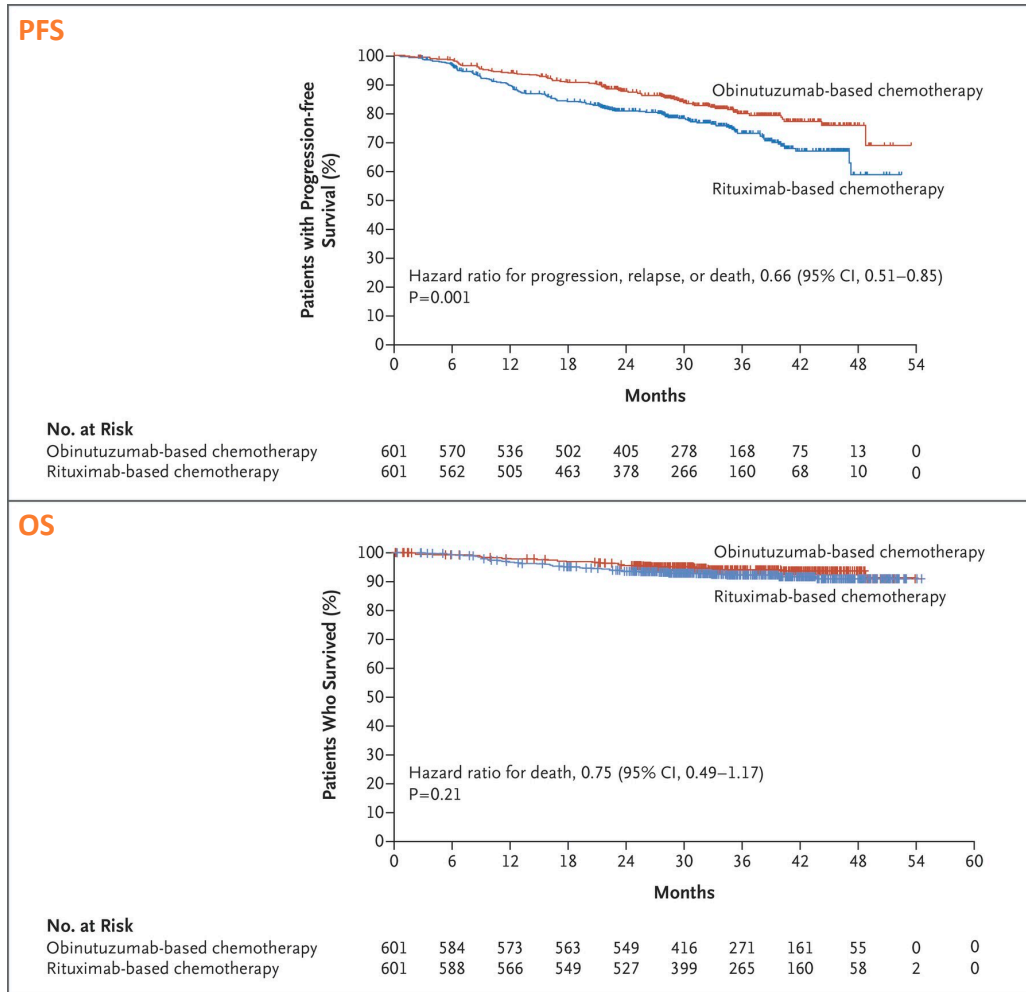 PFS
100
90
80
70
60
50
40
30
20
10
0
Patients with Progression-free
Survival (%)
Obinutuzumab-based chemotherapy
Rituximab-based chemotherapy
Hazard ratio for progression, relapse, or death, 0.66 (95% CI, 0.51–0.85)
P=0.001
0 6 12 18 24 30 36 42 48 54
Months
No. at Risk
Obinutuzumab-based chemotherapy 601 570 536 502 405 278 168 75 13 0
Rituximab-based chemotherapy 601 562 505 463 378 266 160 68 10 0
OS
100
90
80
70
60
50
40
30
20
10
0
Patients Who Survived (%)
Obinutuzumab-based chemotherapy
Rituximab-based chemotherapy
Hazard ratio for death, 0.75 (95% CI, 0.49–1.17)
P=0.21
0 6 12 18 24 30 36 42 48 54 60
Months
No. at Risk
Obinutuzumab-based chemotherapy 601 584 573 563 549 416 271 161 55 0 0
Rituximab-based chemotherapy 601 588 566 549 527 399 265 160 58 2 0